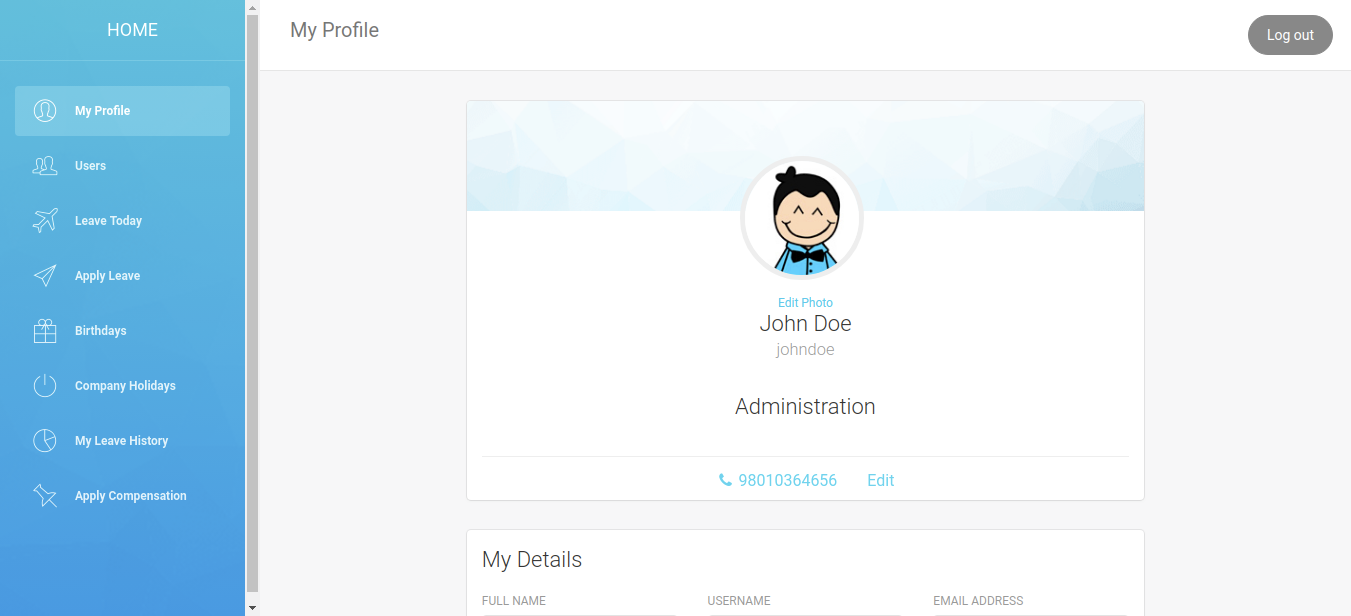 HOME
My Profile
Users
Leave Today
Apply Leave
Birthdays
Company Holidays
My Leave History
Apply Compensation
My Profile
Log out
Edit Photo
John Doe
johndoe
Administration
98010364656 Edit
My Details
FULL NAME USERNAME EMAIL ADDRESS